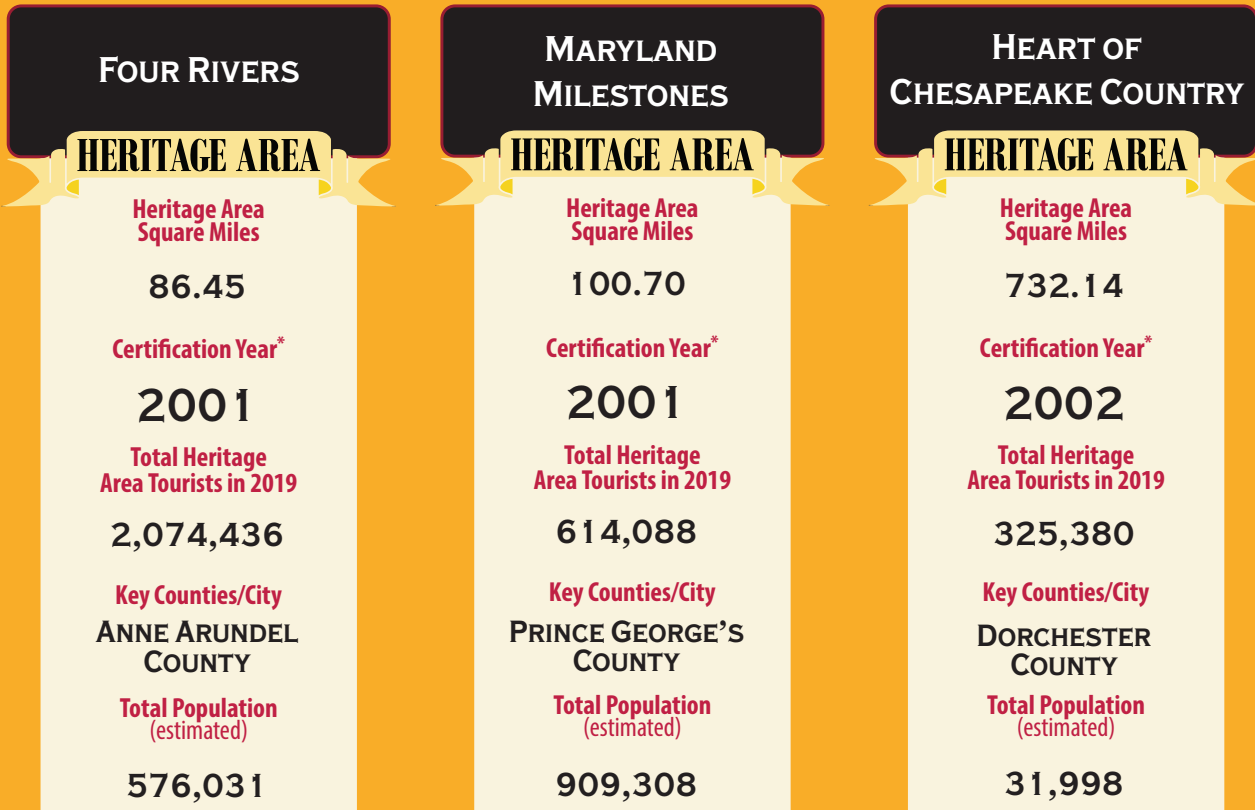 FOUR RIVERS
HERITAGE AREA
Heritage Area
Square Miles
86.45
Certification Year*
2001
Total Heritage
Area Tourists in 2019
2,074,436
Key Counties/City
ANNE ARUNDEL
COUNTY
Total Population
(estimated)
576,031
MARYLAND
MILESTONES
HERITAGE AREA
Heritage Area
Square Miles
100.70
Certification Year*
2001
Total Heritage
Area Tourists in 2019
614,088
Key Counties/City
PRINCE GEORGE'S
COUNTY
Total Population
(estimated)
909,308
HEART OF
CHESAPEAKE COUNTRY
HERITAGE AREA
Heritage Area
Square Miles
732.14
Certification Year*
2002
Total Heritage
Area Tourists in 2019
325,380
Key Counties/City
DORCHESTER
COUNTY
Total Population
(estimated)
31,998